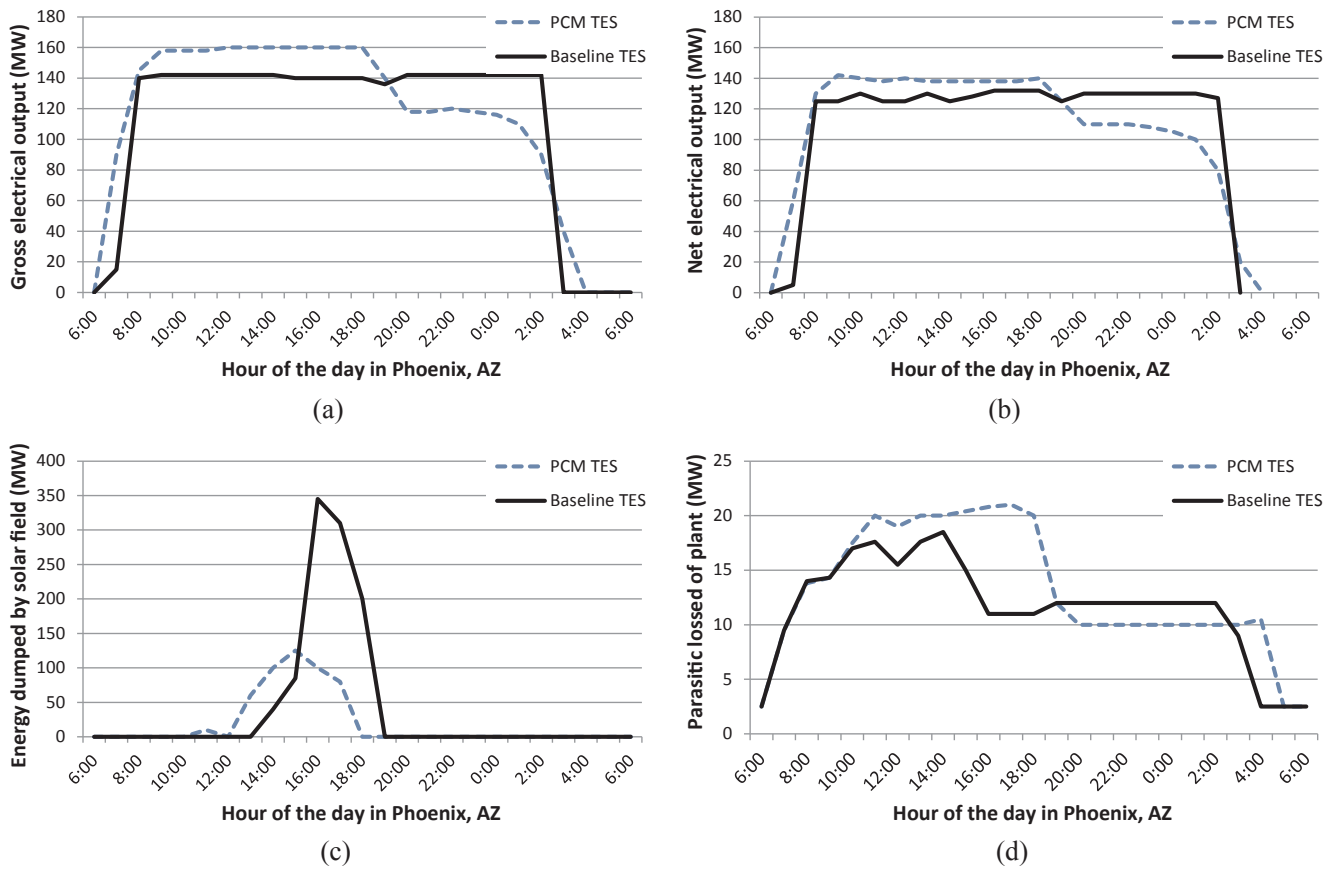 Gross electrical output (MW)
180
160
140
120
100
80
60
40
20
0
PCM TES
Baseline TES
6:00 8:00 10:00 12:00 14:00 16:00 18:00 20:00 22:00 0:00 2:00 4:00 6:00
Hour of the day in Phoenix, AZ
(a)
Net electrical output (MW)
180
160
140
120
100
80
60
40
20
0
PCM TES
Baseline TES
6:00 8:00 10:00 12:00 14:00 16:00 18:00 20:00 22:00 0:00 2:00 4:00 6:00
Hour of the day in Phoenix, AZ
(b)
Energy dumped by solar field (MW)
400
350
300
250
200
150
100
50
0
PCM TES
Baseline TES
6:00 8:00 10:00 12:00 14:00 16:00 18:00 20:00 22:00 0:00 2:00 4:00 6:00
Hour of the day in Phoenix, AZ
(c)
Parasitic lossed of plant (MW)
25
20
15
10
5
0
PCM TES
Baseline TES
6:00 8:00 10:00 12:00 14:00 16:00 18:00 20:00 22:00 0:00 2:00 4:00 6:00
Hour of the day in Phoenix, AZ
(d)